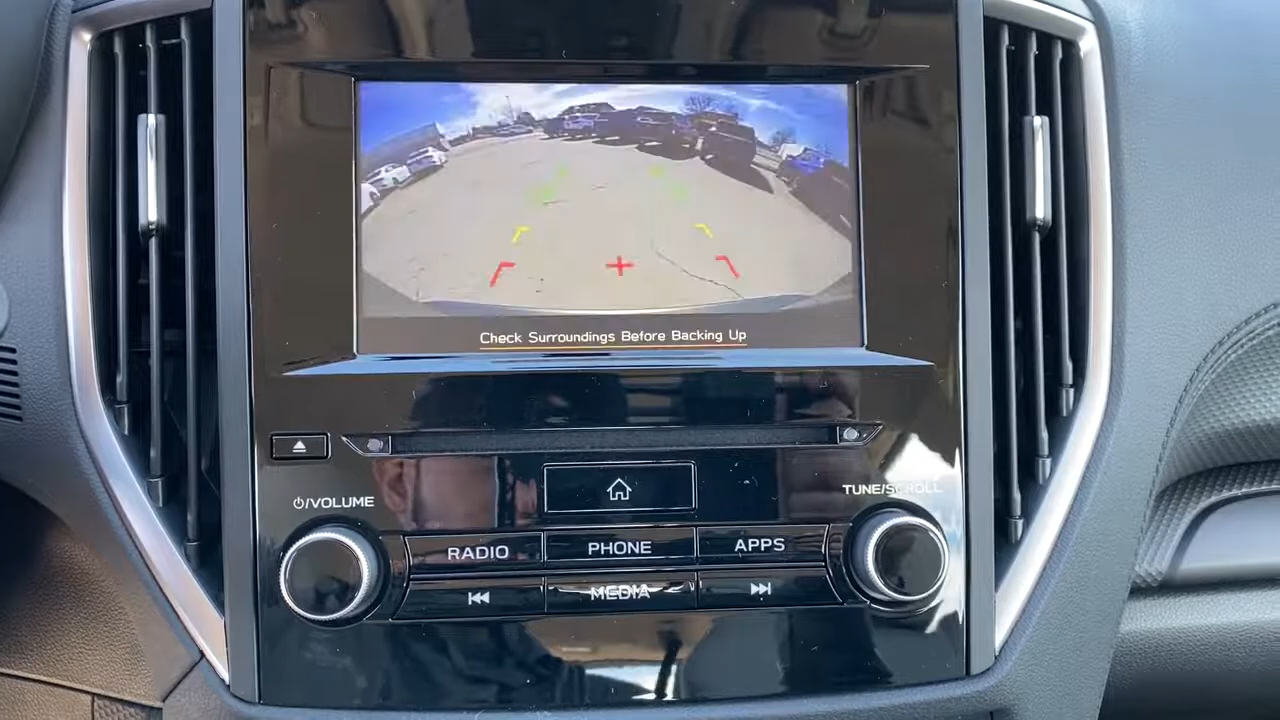 Check Surroundings Before Backing Up
/VOLUME
TUNE/SCROLL
RADIO
PHONE
APPS
MEDIA